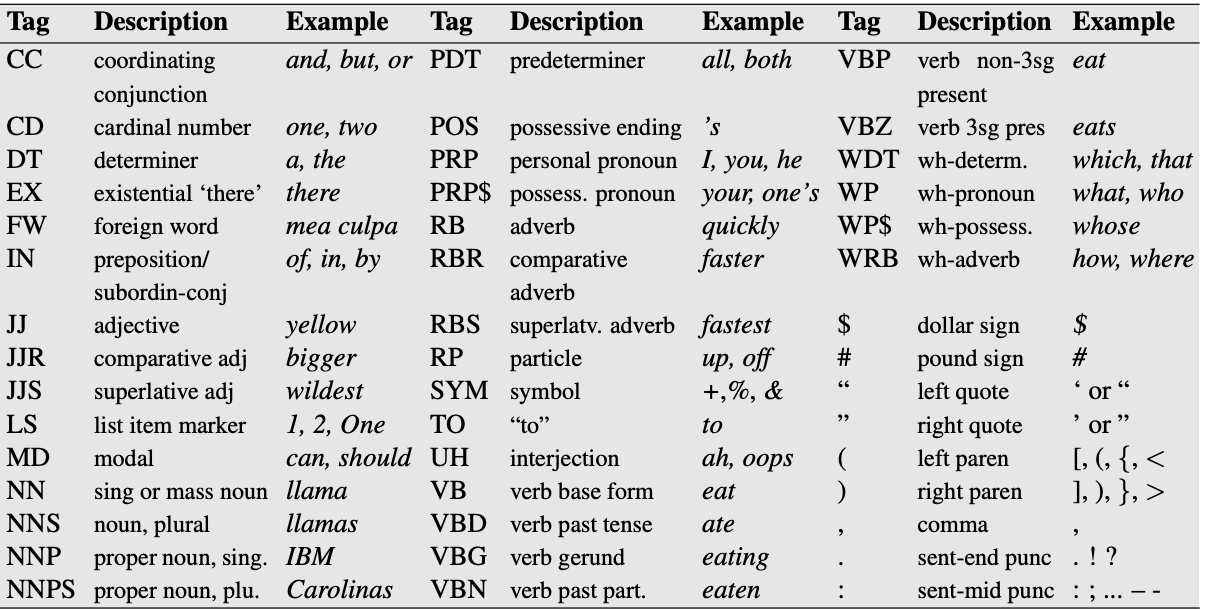 Tag Description Example Tag Description Example Tag Description Example
CC coordinating and, but, or PDT predeterminer all, both VBP verb non-3sg eat
conjunction present
CD cardinal number one, two POS possessive ending ’s VBZ verb 3sg pres eats
DT determiner a, the PRP personal pronoun I, you, he WDT wh-determ. which, that
EX existential ‘there’ there PRP$ possess. pronoun your, one’s WP wh-pronoun what, who
FW foreign word mea culpa RB adverb quickly WP$ wh-possess. whose
IN preposition/ of, in, by RBR comparative faster WRB wh-adverb how, where
subordin-conj adverb
JJ adjective yellow RBS superlatv. adverb fastest $ dollar sign $
JJR comparative adj bigger RP particle up, off # pound sign #
JJS superlative adj wildest SYM symbol +,%, & “ left quote ‘ or “
LS list item marker 1, 2, One TO “to” to ” right quote ’ or ”
MD modal can, should UH interjection ah, oops ( left paren [, (, {, <
NN sing or mass noun llama VB verb base form eat ) right paren ], ), }, >
NNS noun, plural llamas VBD verb past tense ate , comma ,
NNP proper noun, sing. IBM VBG verb gerund eating . sent-end punc . ! ?
NNPS proper noun, plu. Carolinas VBN verb past part. eaten : sent-mid punc : ; ... – -